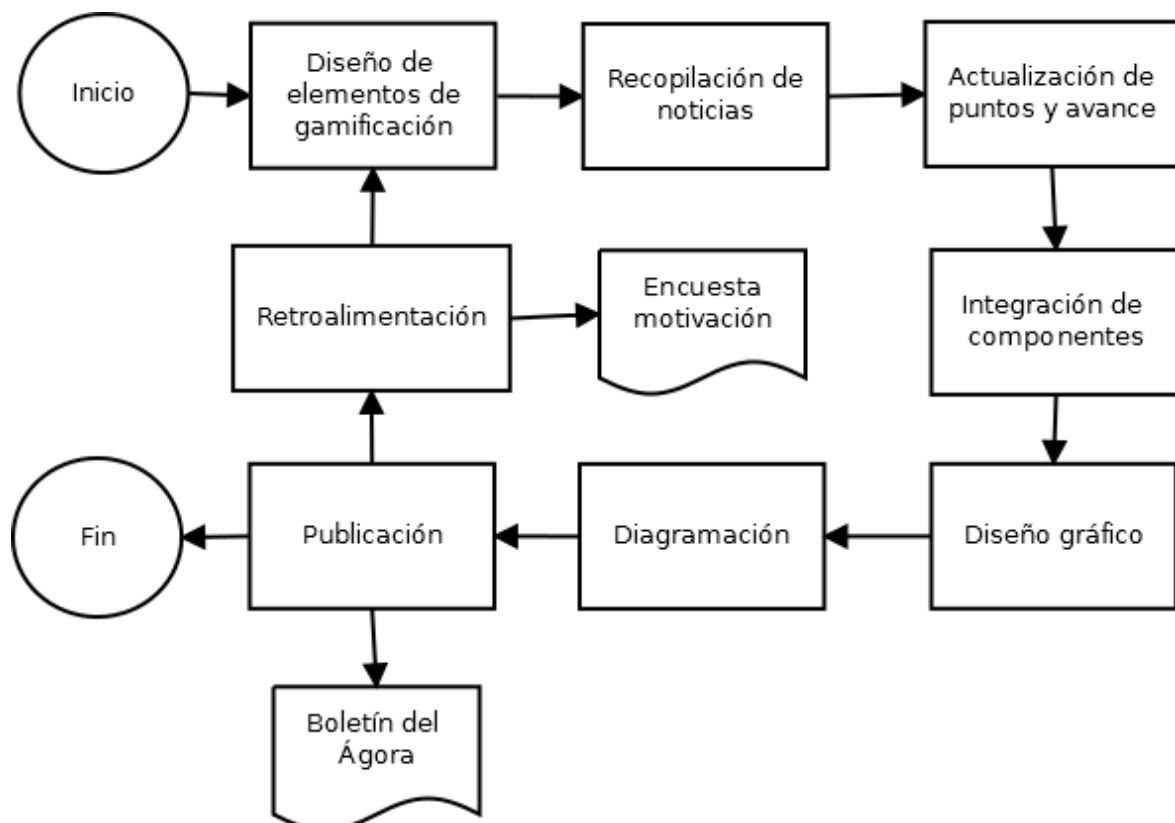 Inicio
Diseño de
elementos de
gamificación
Recopilación de
noticias
Actualización de
puntos y avance
Retroalimentación
Encuesta
motivación
Integración de
componentes
Fin
Publicación
Diagramación
Diseño gráfico
Boletín del
Ágora